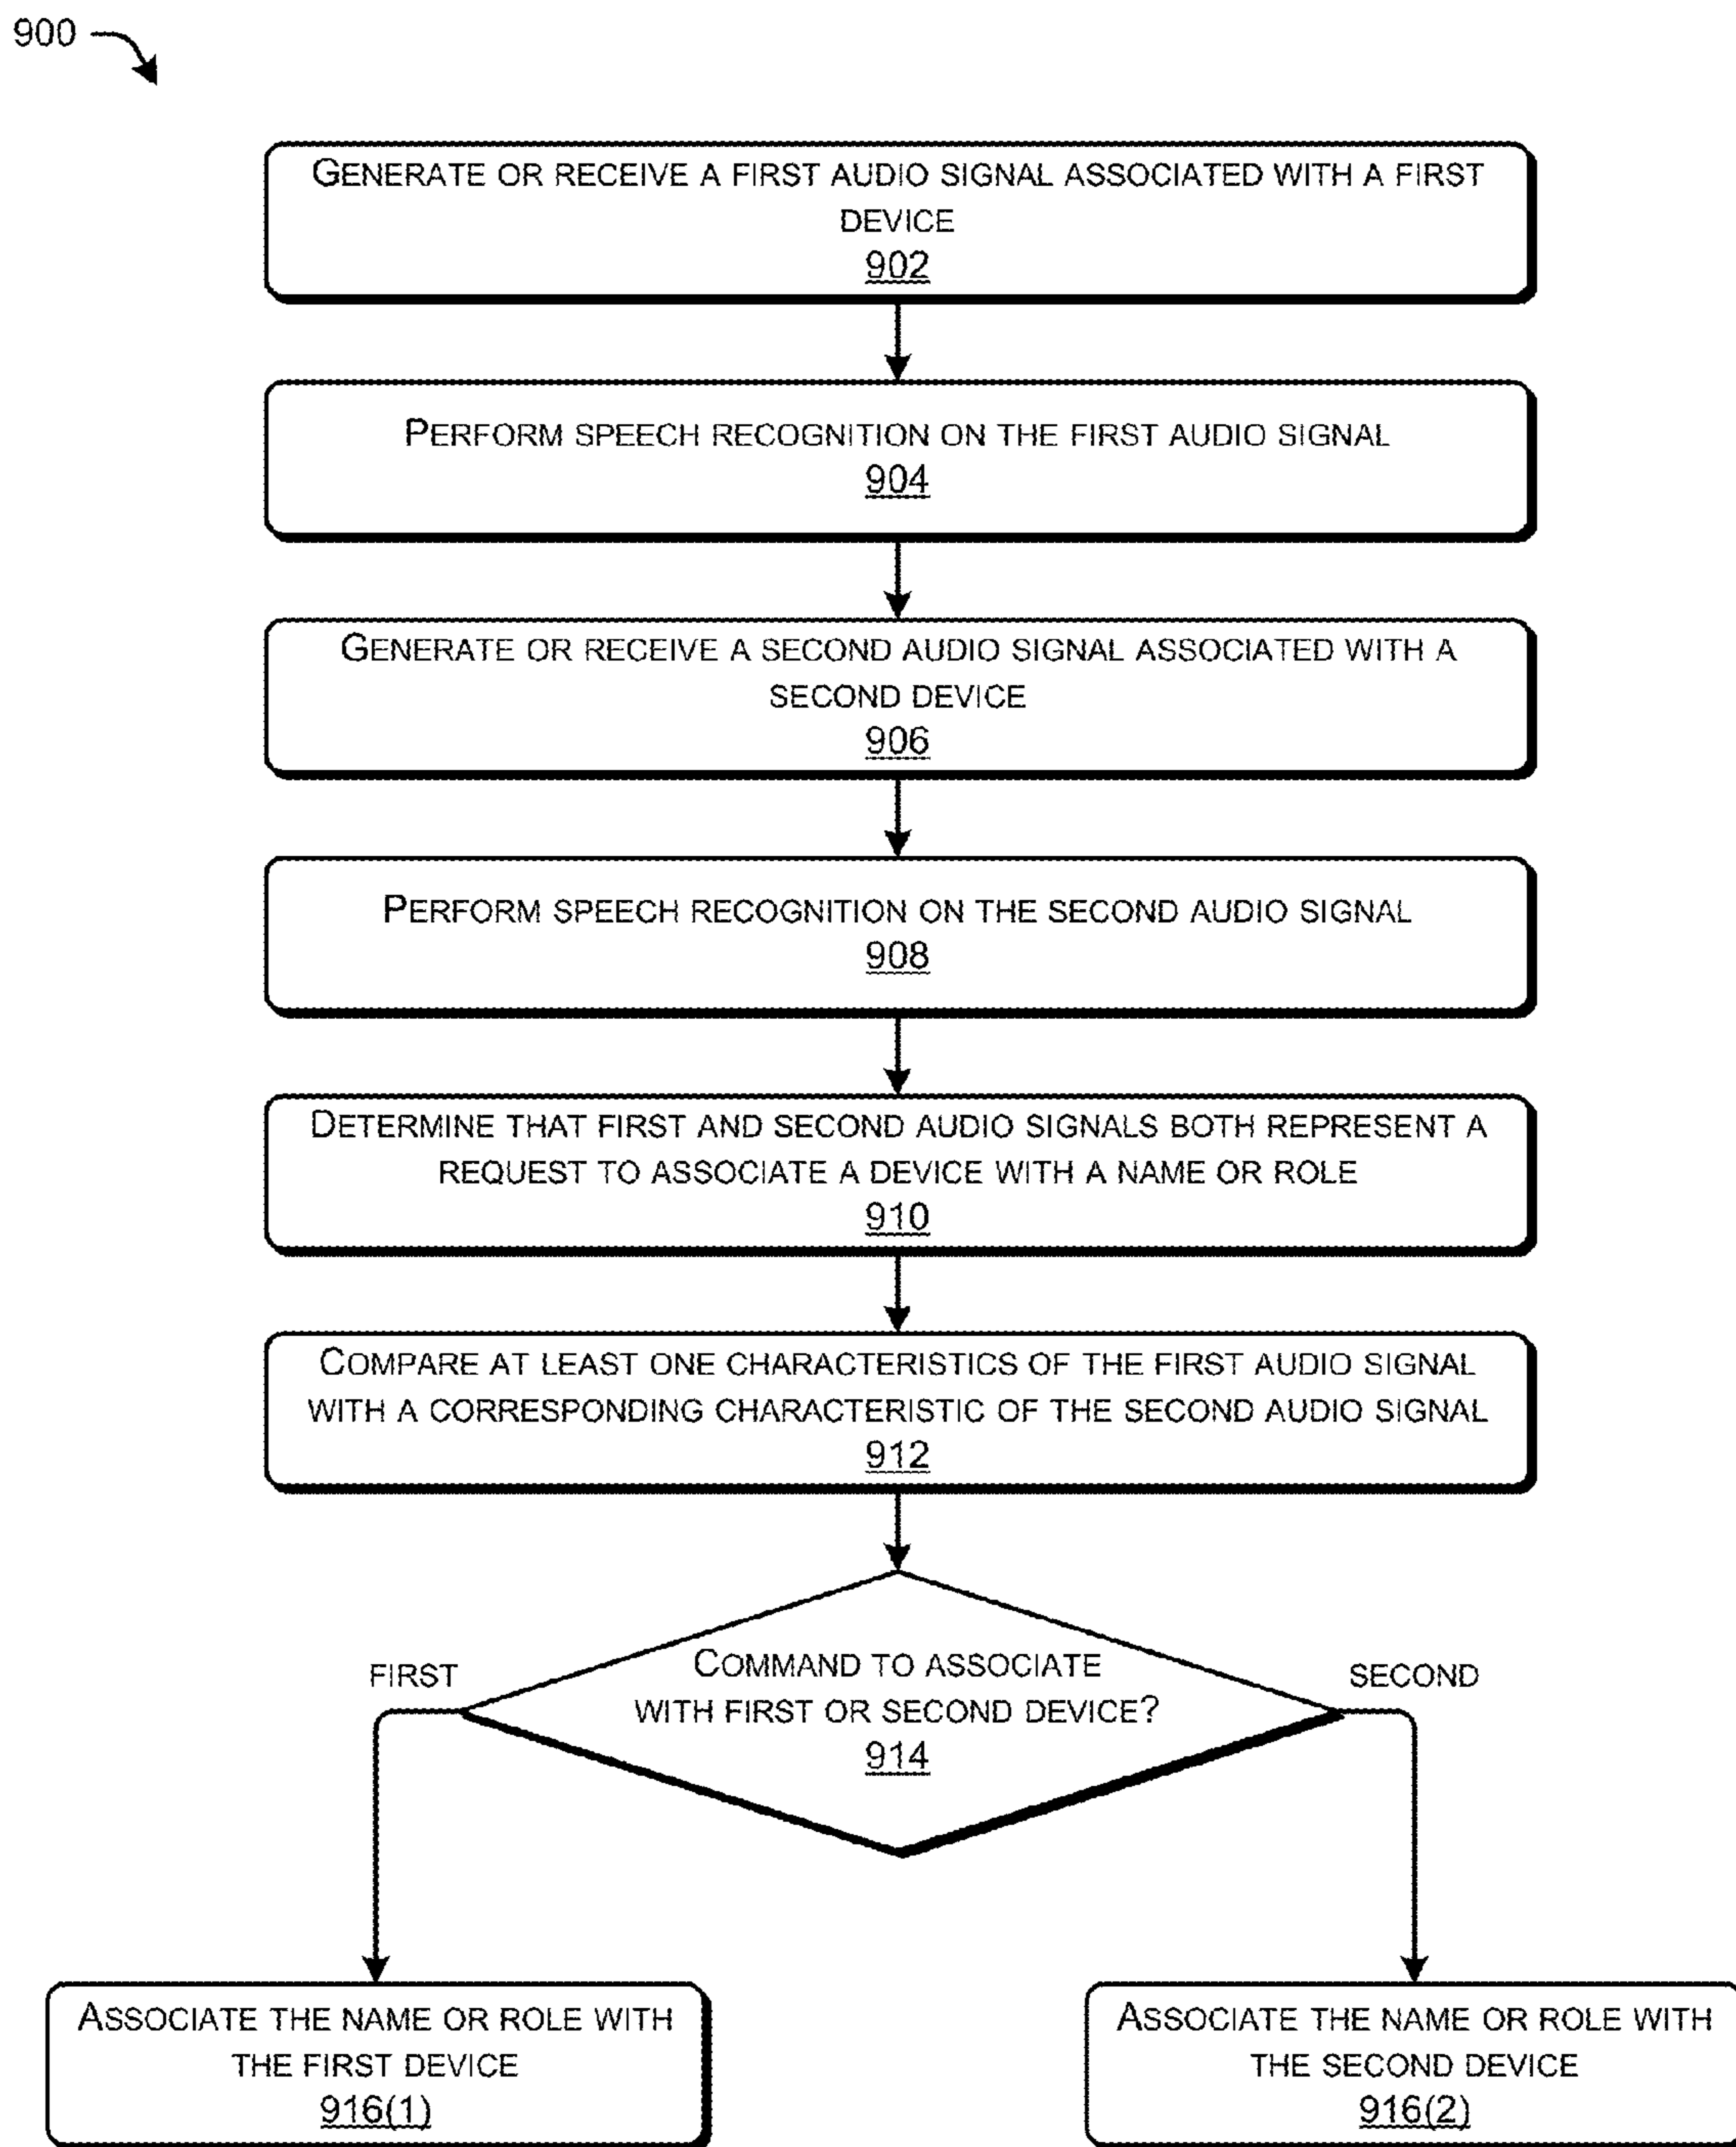 900
GENERATE OR RECEIVE A FIRST AUDIO SIGNAL ASSOCIATED WITH A FIRST
DEVICE
902
PERFORM SPEECH RECOGNITION ON THE FIRST AUDIO SIGNAL
904
GENERATE OR RECEIVE A SECOND AUDIO SIGNAL ASSOCIATED WITH A
SECOND DEVICE
906
PERFORM SPEECH RECOGNITION ON THE SECOND AUDIO SIGNAL
908
DETERMINE THAT FIRST AND SECOND AUDIO SIGNALS BOTH REPRESENT A
REQUEST TO ASSOCIATE A DEVICE WITH A NAME OR ROLE
910
COMPARE AT LEAST ONE CHARACTERISTICS OF THE FIRST AUDIO SIGNAL
WITH A CORRESPONDING CHARACTERISTIC OF THE SECOND AUDIO SIGNAL
912
COMMAND TO ASSOCIATE
WITH FIRST OR SECOND DEVICE?
914
FIRST
SECOND
ASSOCIATE THE NAME OR ROLE WITH
THE FIRST DEVICE
916(1)
ASSOCIATE THE NAME OR ROLE WITH
THE SECOND DEVICE
916(2)